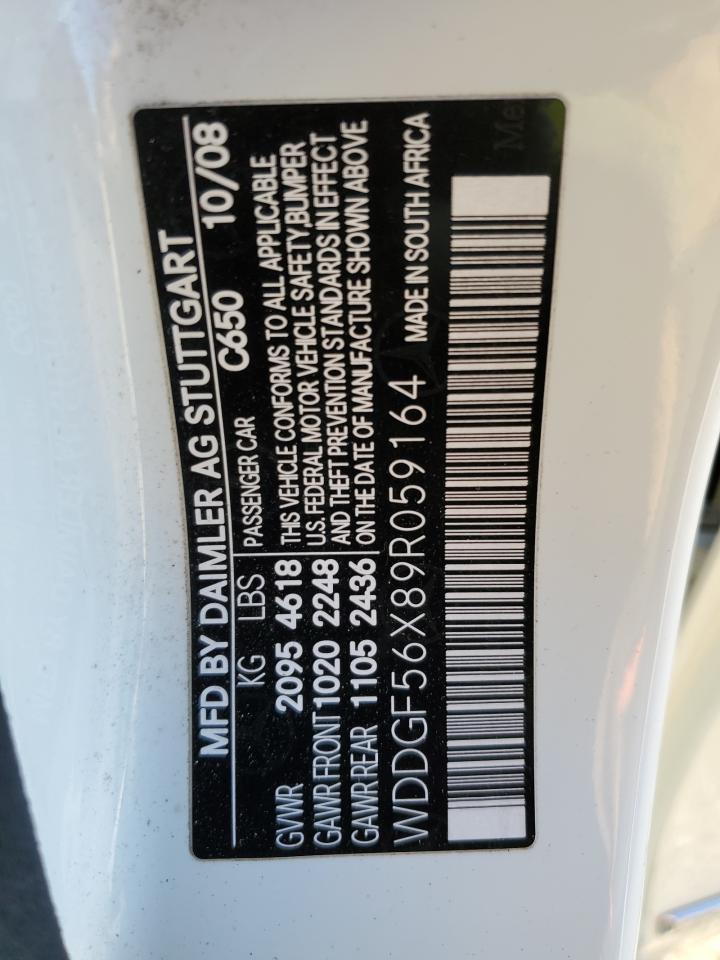 MFD BY DAIMLER AG STUTTGART
C650 10/08
KG LBS PASSENGER CAR
GVWR 2095 4618 THIS VEHICLE CONFORMS TO ALL APPLICABLE
GAWR FRONT 1020 2248 U.S. FEDERAL MOTOR VEHICLE SAFETY,BUMPER
AND THEFT PREVENTION STANDARDS IN EFFECT
GAWR REAR 1105 2436 ON THE DATE OF MANUFACTURE SHOWN ABOVE
WDDGF56X89R059164 MADE IN SOUTH AFRICA